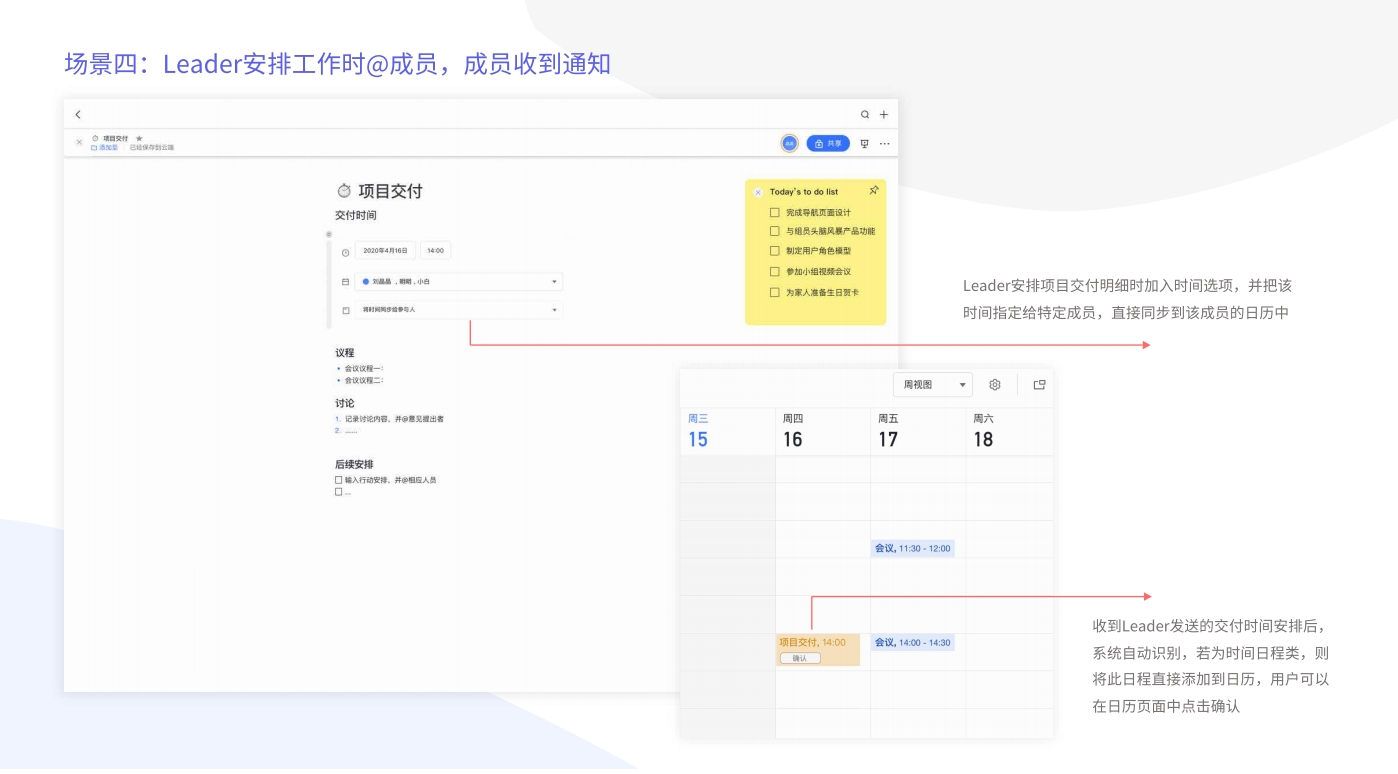 场景四：Leader安排工作时@成员，成员收到通知
项目交付
添加至 已经保存到云端
共享
项目交付
交付时间
2020年4月16日 14:00
刘晶晶 ，明明 , 小白
将时间同步给参与人
议程
会议议程一:
会议议程二:
讨论
1. 记录讨论内容，并@意见提出者
2. ......
后续安排
输入行动安排、并@相应人员
...
Today's to do list
完成导航页面设计
与组员头脑风暴产品功能
制定用户角色模型
参加小组视频会议
为家人准备生日贺卡
Leader安排项目交付明细时加入时间选项，并把该
时间指定给特定成员，直接同步到该成员的日历中
周视图
周三 周四 周五 周六
15 16 17 18
会议, 11:30 - 12:00
项目交付, 14:00
确认
会议, 14:00 - 14:30
收到Leader发送的交付时间安排后，
系统自动识别，若为时间日程类，则
将此日程直接添加到日历，用户可以
在日历页面中点击确认